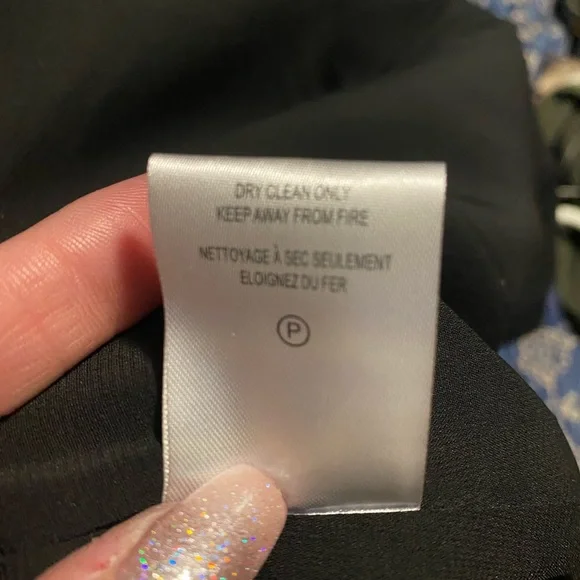 DRY CLEAN ONLY
KEEP AWAY FROM FIRE
NETTOYAGE À SEC SEULEMENT
ELOIGNEZ DU FER
P